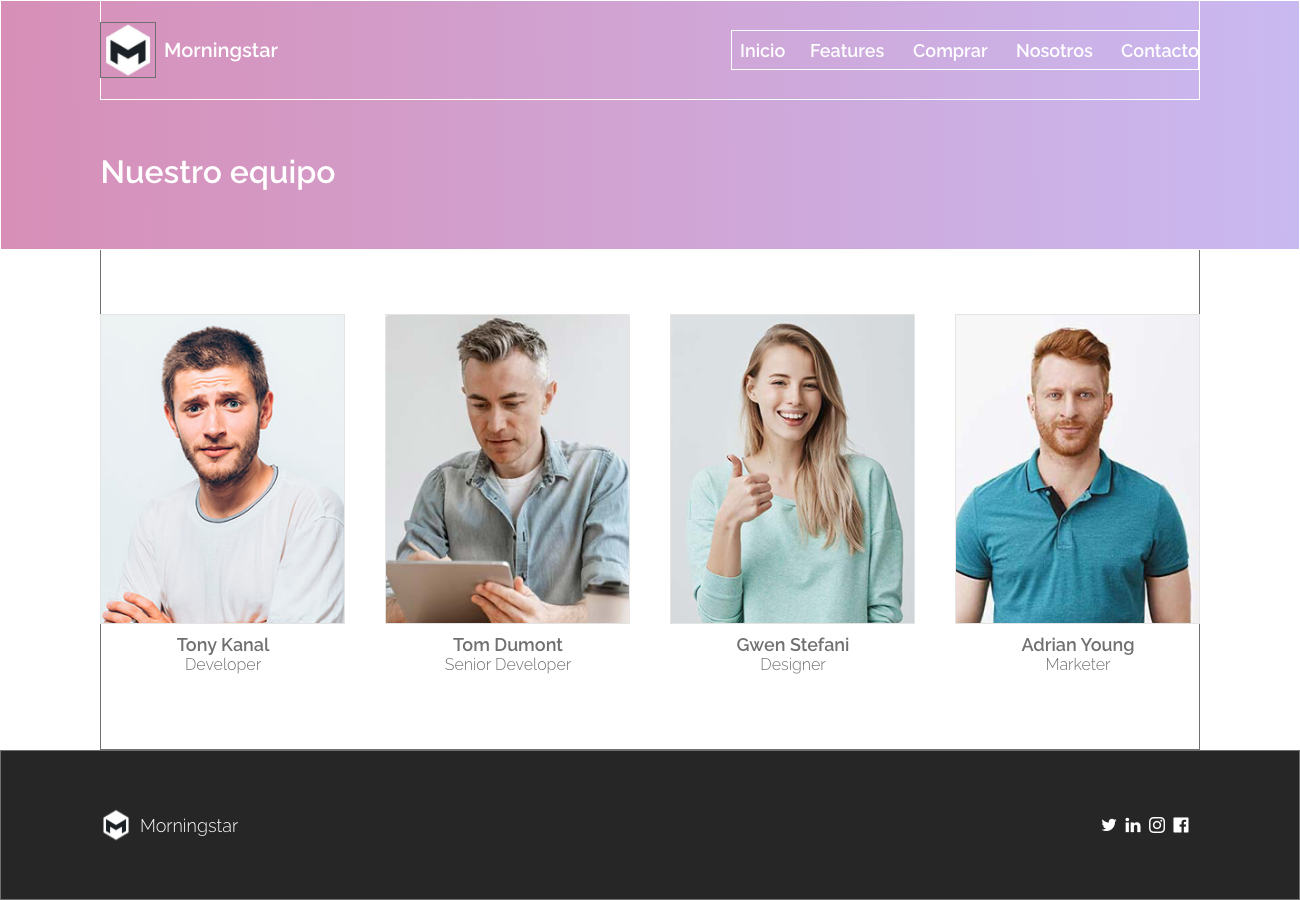 Morningstar
Inicio Features Comprar Nosotros Contacto
Nuestro equipo
Tony Kanal
Developer
Tom Dumont
Senior Developer
Gwen Stefani
Designer
Adrian Young
Marketer
Morningstar